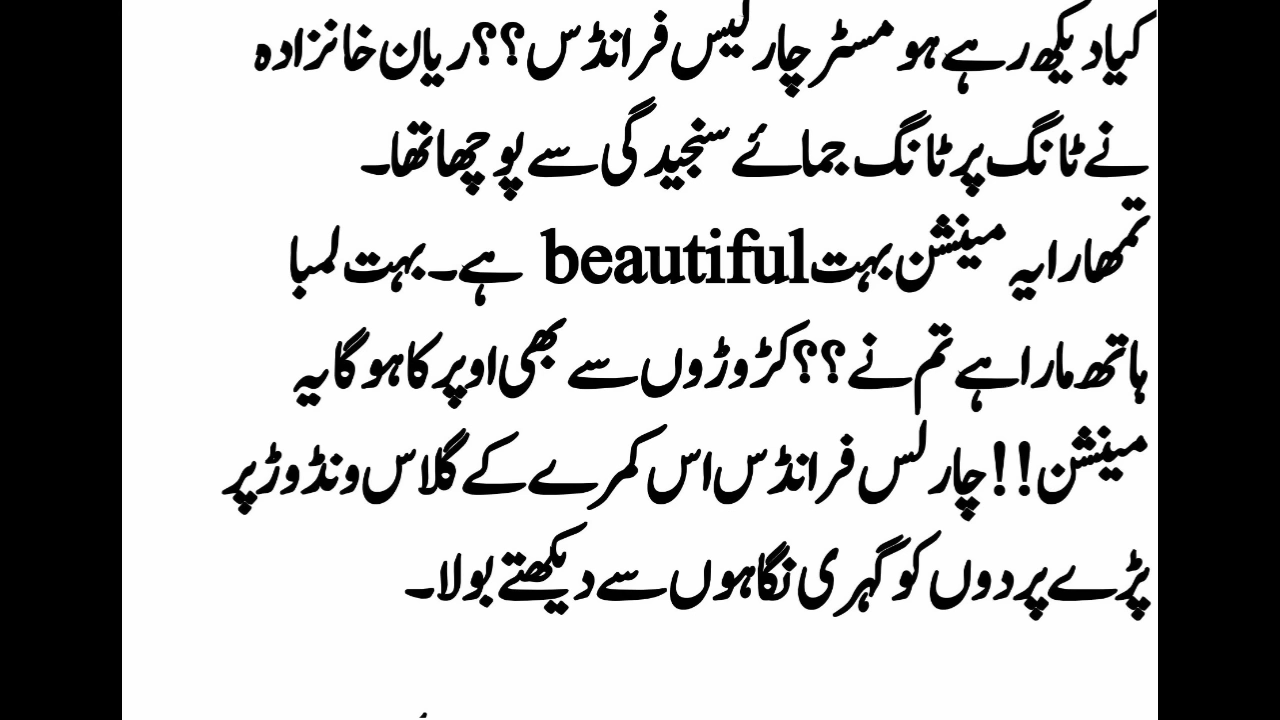 کیا دیکھ رہے ہو مسٹر چارلیس فرانڈس؟؟ ریان خانزادہ
نے ٹانگ پر ٹانگ جمائے سنجیدگی سے پوچھا تھا۔
تمھارا یہ مینشن بہت beautiful ہے۔ بہت لمبا
ہاتھ مارا ہے تم نے؟؟ کڑوڑوں سے بھی اوپر کا ہوگا یہ
مینشن!! چارلس فرانڈس اس کمرے کے گلاس ونڈوڑ پر
پڑے پردوں کو گہری نگاہوں سے دیکھتے بولا۔